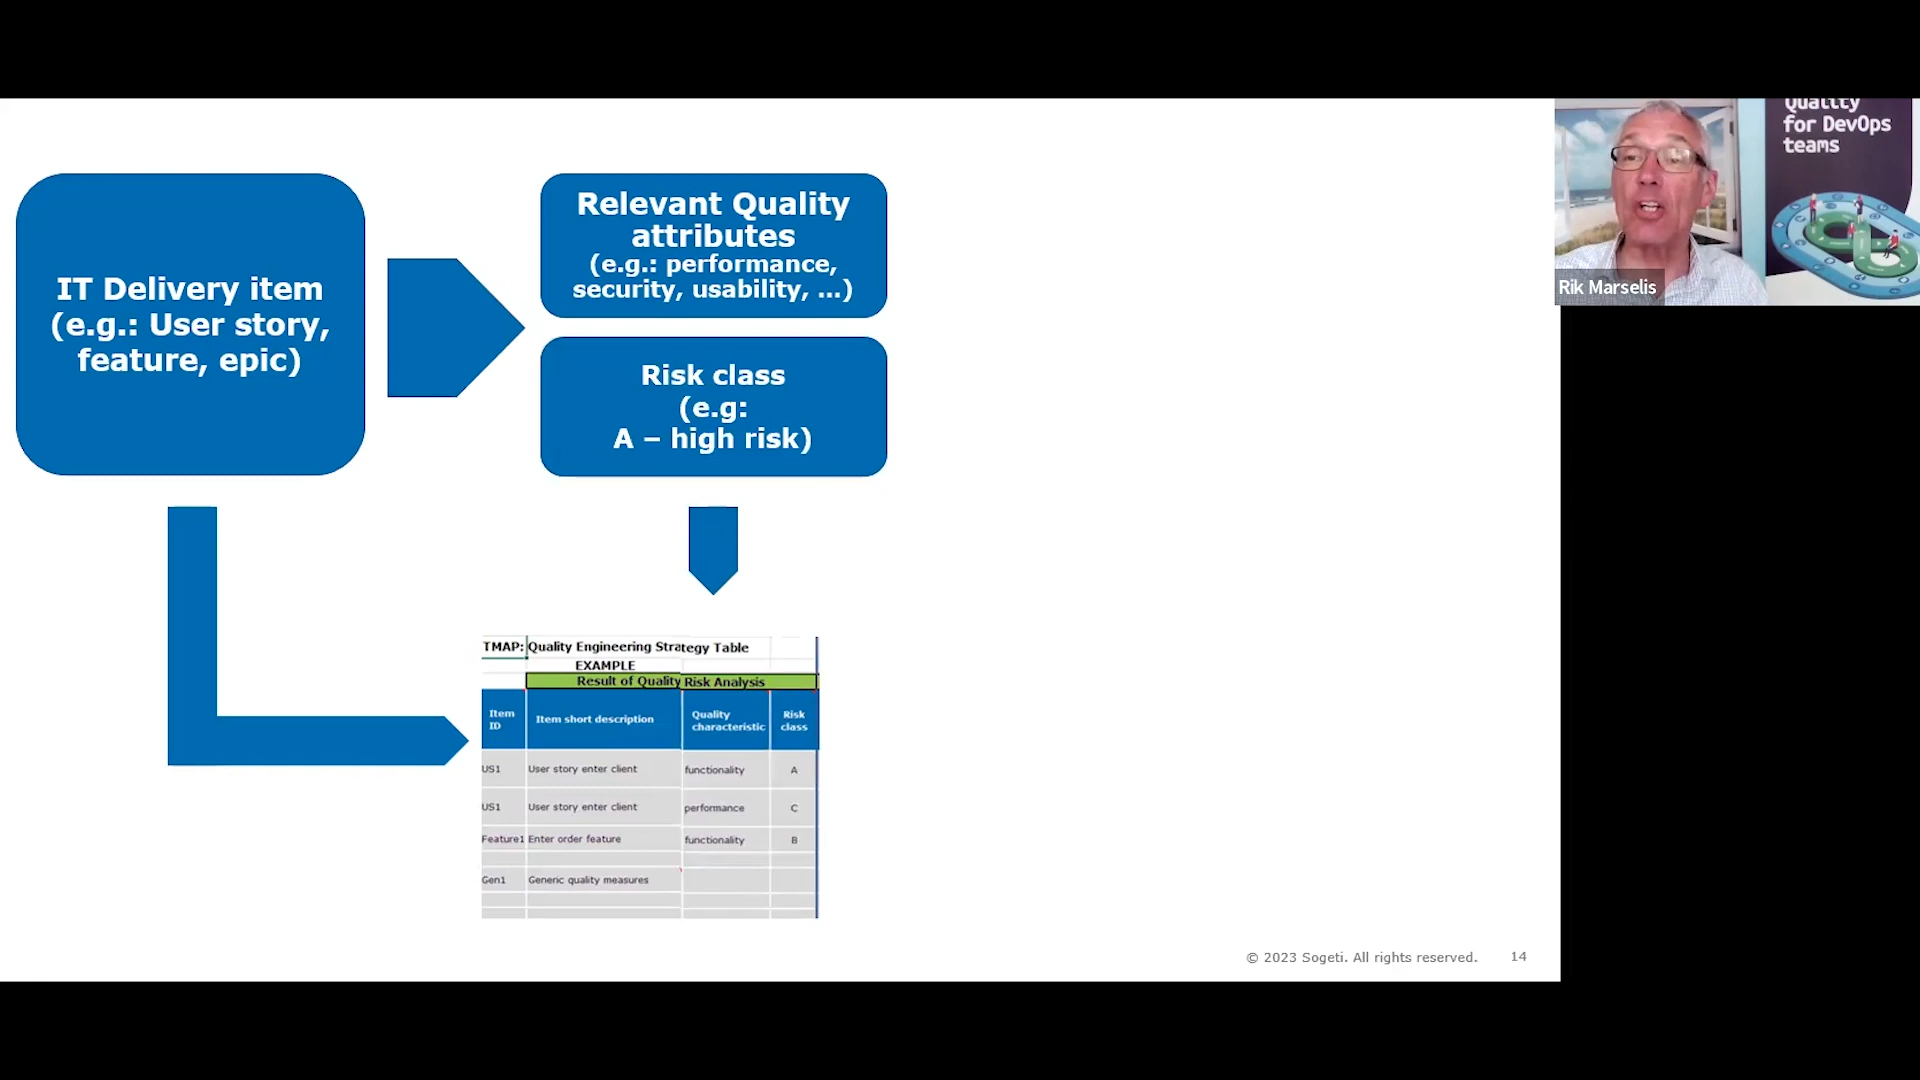 Quality
for DevOps
teams
Rik Marselis
IT Delivery item
(e.g.: User story,
feature, epic)
Relevant Quality
attributes
(e.g.: performance,
security, usability, ...)
Risk class
(e.g:
A – high risk)
TMAP: Quality Engineering Strategy Table
EXAMPLE
Result of Quality Risk Analysis
Item ID Item short description Quality characteristic Risk class
US1 User story enter client functionality A
US1 User story enter client performance C
Feature1 Enter order feature functionality B
Gen1 Generic quality measures
© 2023 Sogeti. All rights reserved. 14